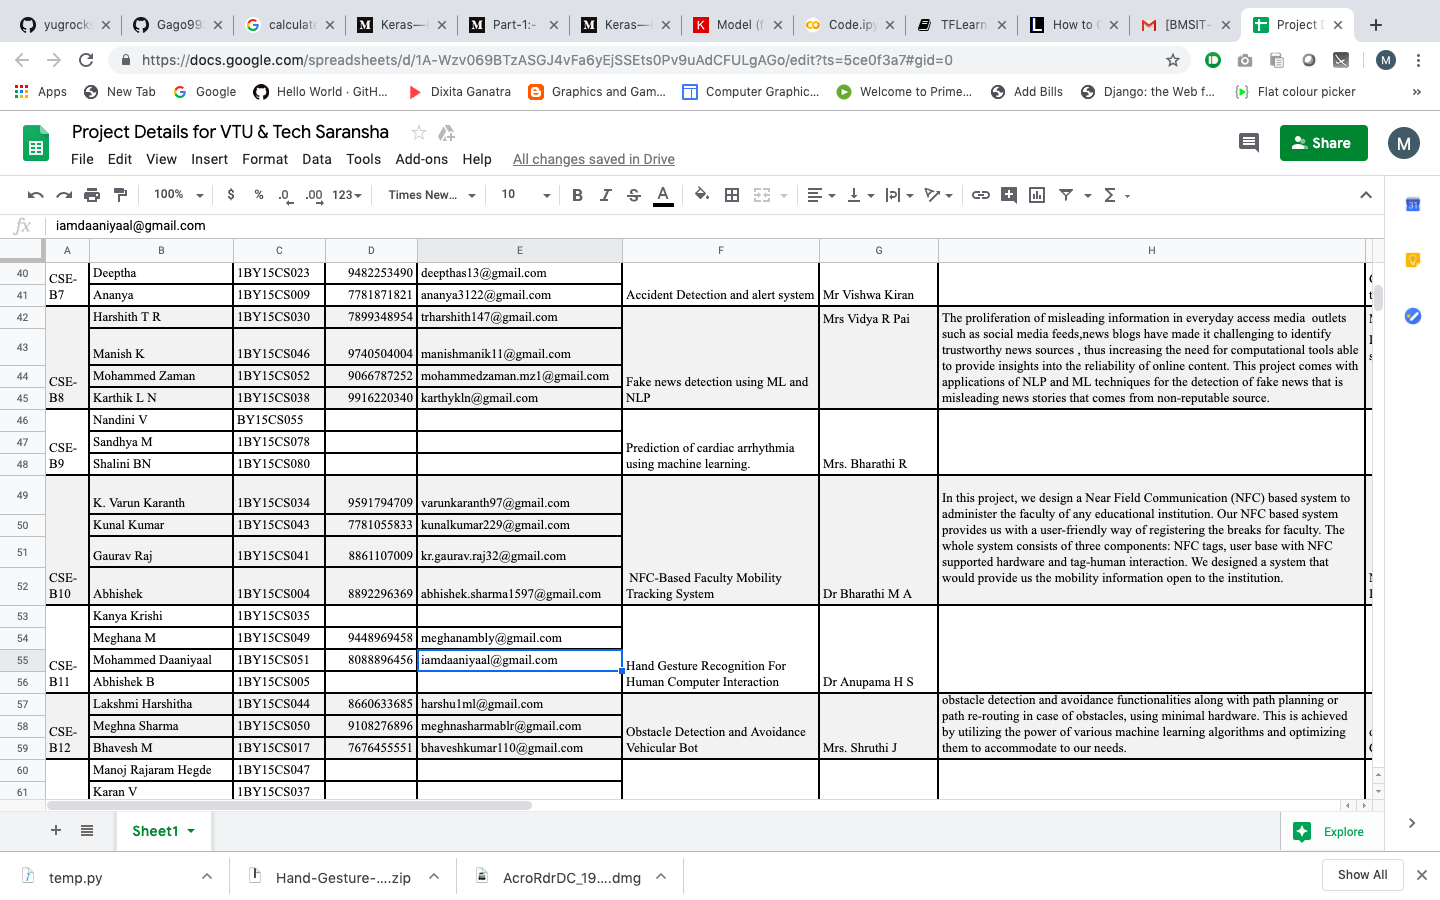 yugrocks
Gago99
calculate
Keras—
Part-1:-
Keras—
Model (f
Code.ipy
TFLearn
How to
[BMSIT-
Project D
https://docs.google.com/spreadsheets/d/1A-Wzv069BTzASGJ4vFa6yEjSSEts0Pv9uAdCFULgAGo/edit?ts=5ce0f3a7#gid=0
M
Apps New Tab Google Hello World · GitH... Dixita Ganatra Graphics and Gam... Computer Graphic... Welcome to Prime... Add Bills Django: the Web f... Flat colour picker »
Project Details for VTU & Tech Saransha
File Edit View Insert Format Data Tools Add-ons Help All changes saved in Drive
Share
M
100% $ % .0 .00 123 Times New... 10 B I S A Σ
31
fx iamdaaniyaal@gmail.com
A B C D E F G H
40 Deeptha 1BY15CS023 9482253490 deepthas13@gmail.com
CSE-
B7
41 Ananya 1BY15CS009 7781871821 ananya3122@gmail.com Accident Detection and alert system Mr Vishwa Kiran
42 Harshith T R 1BY15CS030 7899348954 trharshith147@gmail.com
43 Manish K 1BY15CS046 9740504004 manishmanik11@gmail.com
44 Mohammed Zaman 1BY15CS052 9066787252 mohammedzaman.mz1@gmail.com
45 Karthik L N 1BY15CS038 9916220340 karthykln@gmail.com
CSE-
B8
Fake news detection using ML and
NLP
Mrs Vidya R Pai
The proliferation of misleading information in everyday access media  outlets
such as social media feeds,news blogs have made it challenging to identify
trustworthy news sources , thus increasing the need for computational tools able
to provide insights into the reliability of online content. This project comes with
applications of NLP and ML techniques for the detection of fake news that is
misleading news stories that comes from non-reputable source.
46 Nandini V BY15CS055
47 Sandhya M 1BY15CS078
48 Shalini BN 1BY15CS080
CSE-
B9
Prediction of cardiac arrhythmia
using machine learning.
Mrs. Bharathi R
49 K. Varun Karanth 1BY15CS034 9591794709 varunkaranth97@gmail.com
50 Kunal Kumar 1BY15CS043 7781055833 kunalkumar229@gmail.com
51 Gaurav Raj 1BY15CS041 8861107009 kr.gaurav.raj32@gmail.com
52 Abhishek 1BY15CS004 8892296369 abhishek.sharma1597@gmail.com
CSE-
B10
NFC-Based Faculty Mobility
Tracking System
Dr Bharathi M A
In this project, we design a Near Field Communication (NFC) based system to
administer the faculty of any educational institution. Our NFC based system
provides us with a user-friendly way of registering the breaks for faculty. The
whole system consists of three components: NFC tags, user base with NFC
supported hardware and tag-human interaction. We designed a system that
would provide us the mobility information open to the institution.
53 Kanya Krishi 1BY15CS035
54 Meghana M 1BY15CS049 9448969458 meghanambly@gmail.com
55 Mohammed Daaniyaal 1BY15CS051 8088896456 iamdaaniyaal@gmail.com
56 Abhishek B 1BY15CS005
CSE-
B11
Hand Gesture Recognition For
Human Computer Interaction
Dr Anupama H S
57 Lakshmi Harshitha 1BY15CS044 8660633685 harshu1ml@gmail.com
58 Meghna Sharma 1BY15CS050 9108276896 meghnasharmablr@gmail.com
59 Bhavesh M 1BY15CS017 7676455551 bhaveshkumar110@gmail.com
CSE-
B12
Obstacle Detection and Avoidance
Vehicular Bot
Mrs. Shruthi J
obstacle detection and avoidance functionalities along with path planning or
path re-routing in case of obstacles, using minimal hardware. This is achieved
by utilizing the power of various machine learning algorithms and optimizing
them to accommodate to our needs.
60 Manoj Rajaram Hegde 1BY15CS047
61 Karan V 1BY15CS037
Sheet1
Explore
temp.py
Hand-Gesture-....zip
AcroRdrDC_19....dmg
Show All